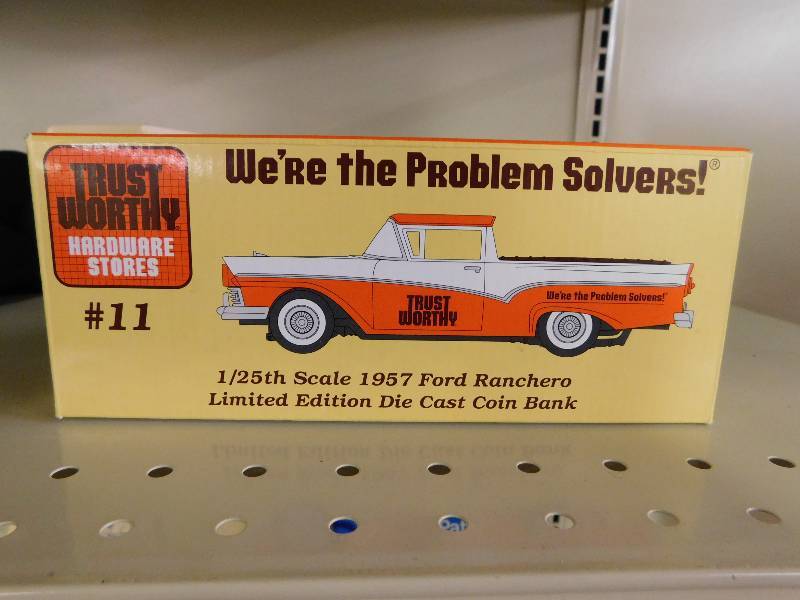 TRUST
WORTHY
HARDWARE
STORES
#11
We're the Problem Solvers!®
TRUST
WORTHY
We're the Problem Solvers!
1/25th Scale 1957 Ford Ranchero
Limited Edition Die Cast Coin Bank